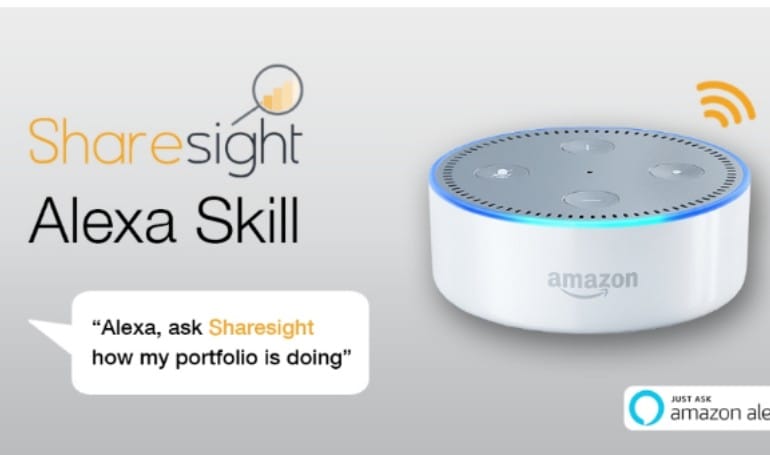 Sharesight
Alexa Skill
“Alexa, ask Sharesight
how my portfolio is doing”
amazon
JUST ASK
amazon ale